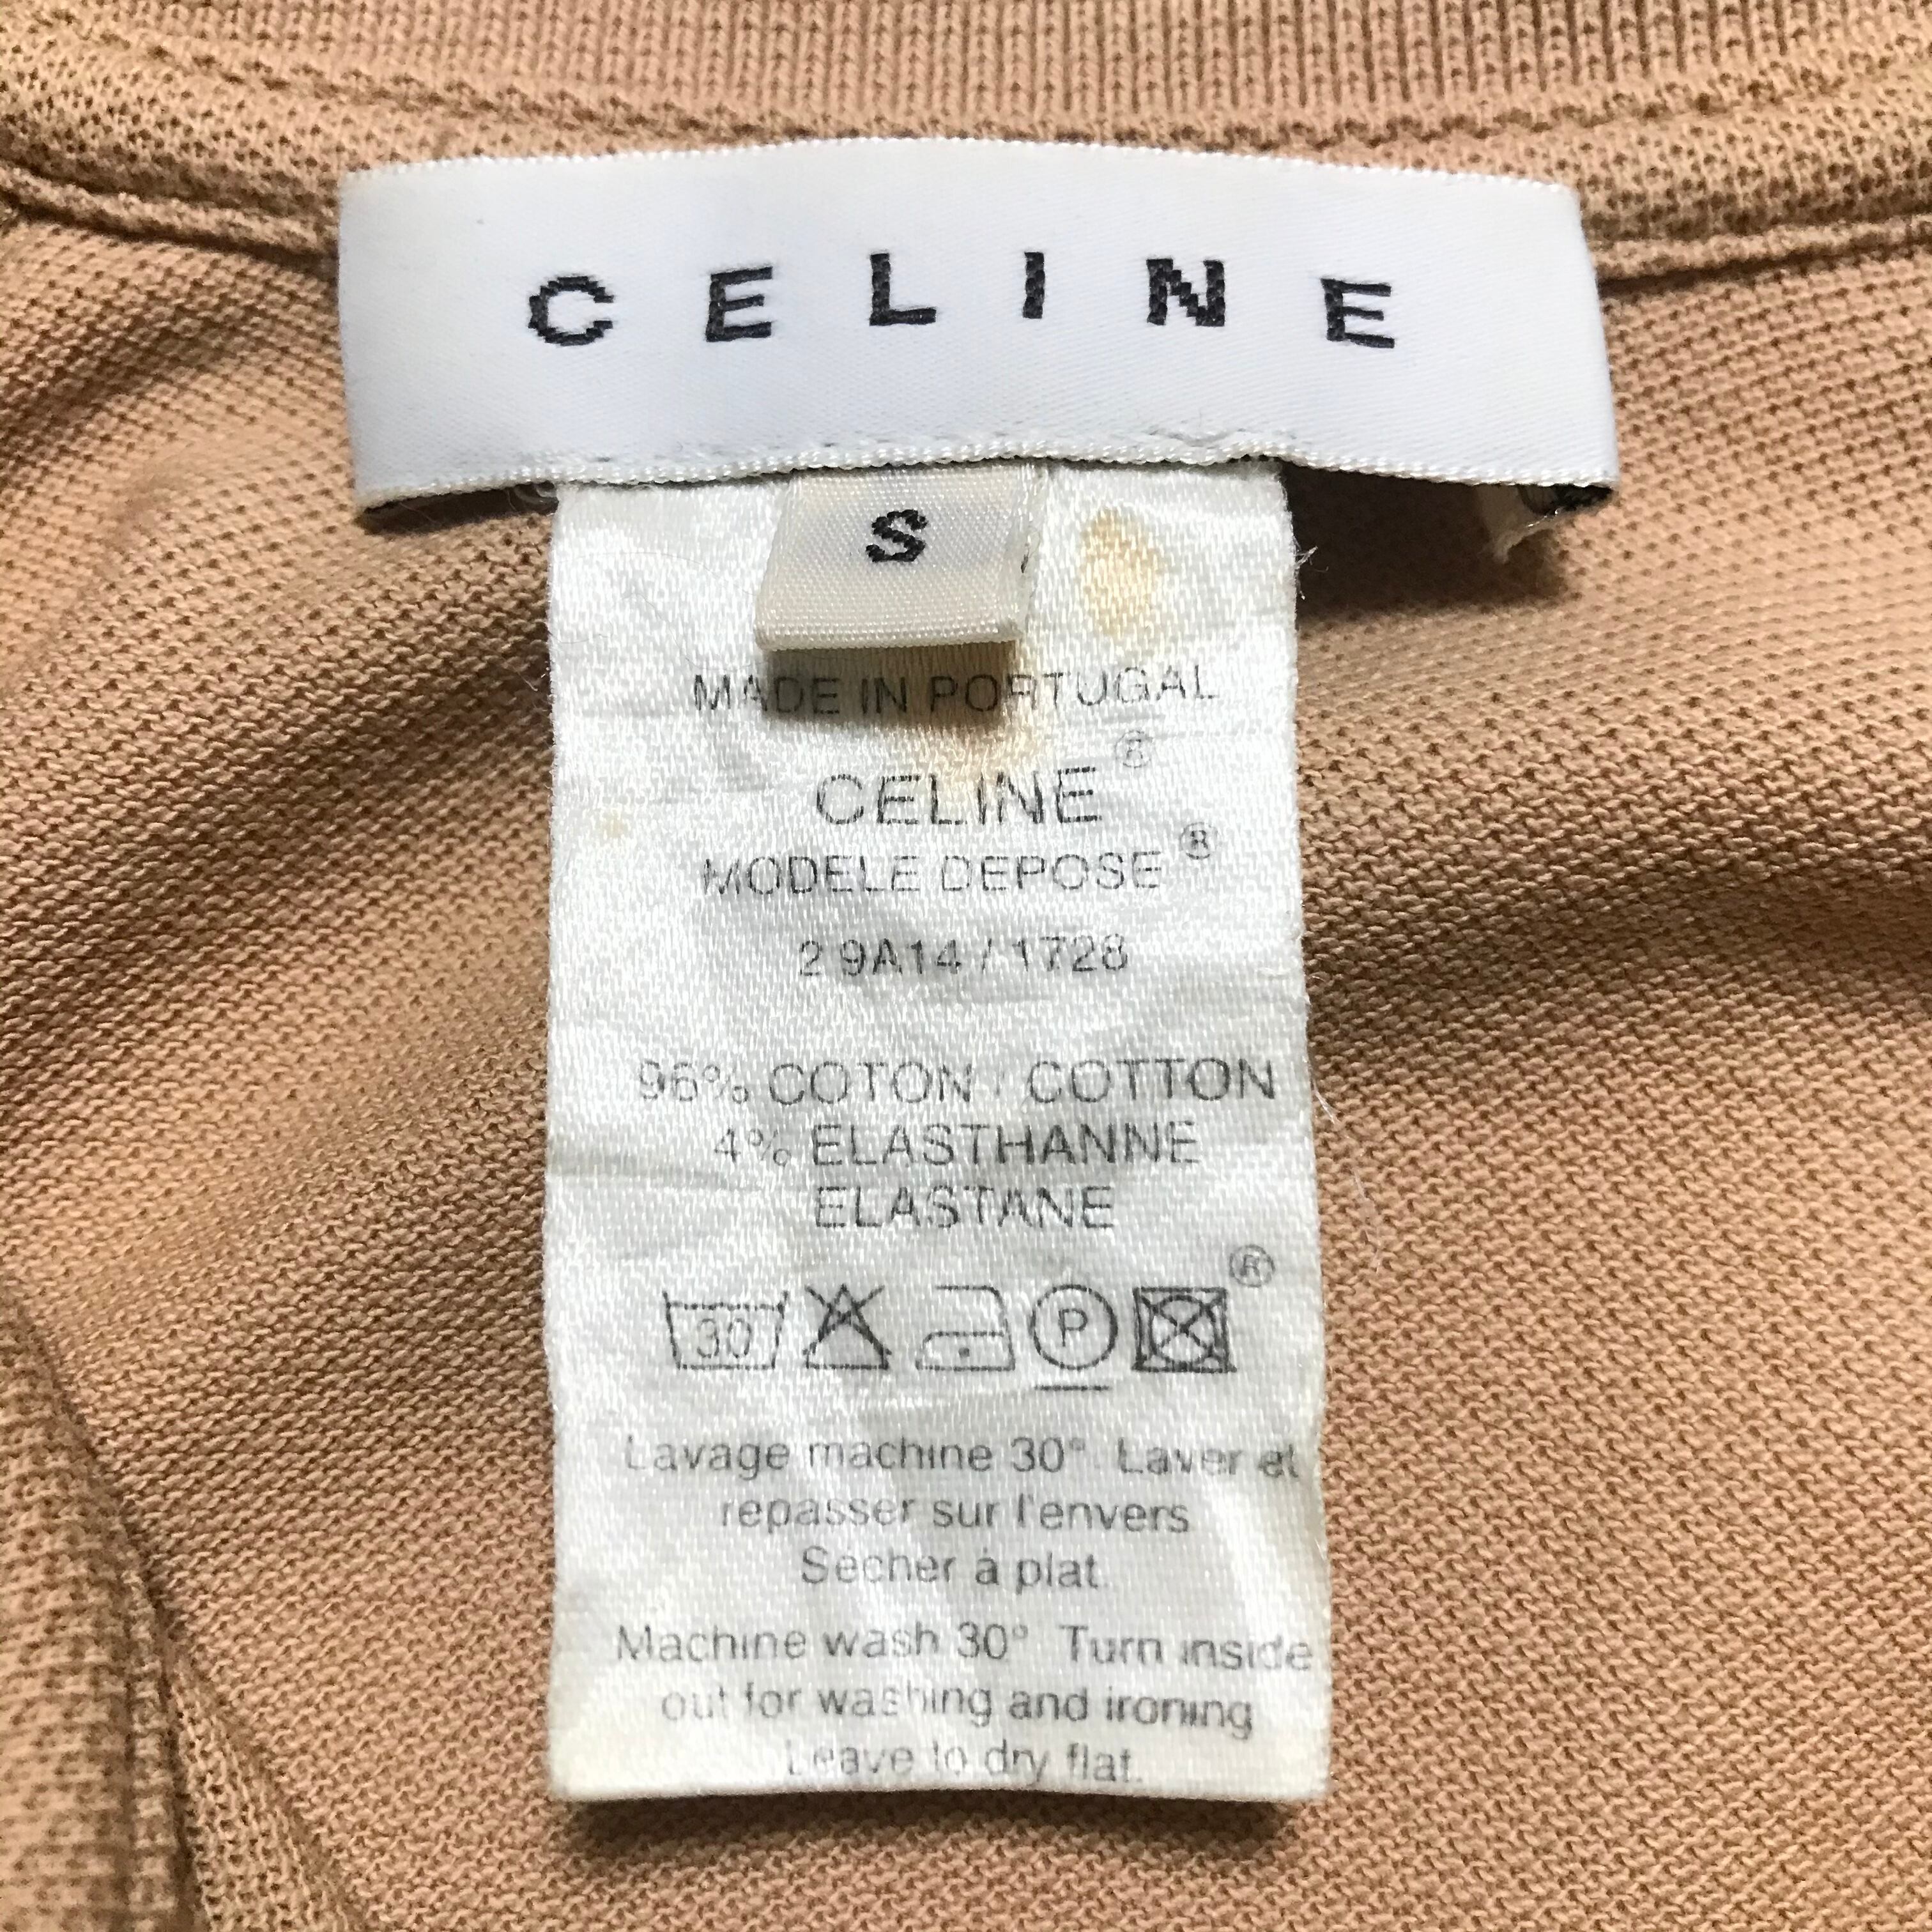 CELINE
S
MADE IN PORTUGAL
CELINE®
MODELE DEPOSE®
2 9A14 / 1728
96% COTON / COTTON
4% ELASTHANNE
ELASTANE
30 P ®
Lavage machine 30°. Laver et
repasser sur l'envers
Sécher à plat.
Machine wash 30° Turn inside
out for washing and ironing
Leave to dry flat.